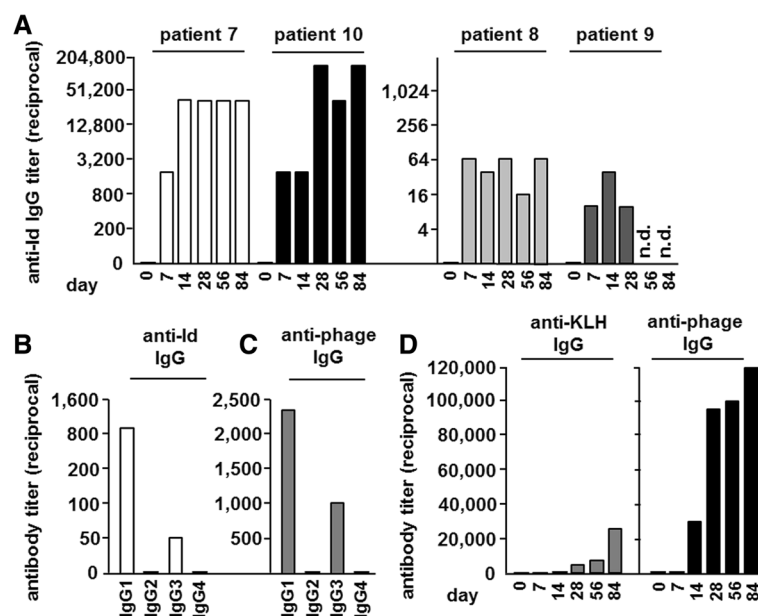 A
patient 7 patient 10 patient 8 patient 9
anti-Id IgG titer (reciprocal)
204,800
51,200
12,800
3,200
800
200
0
1,024
256
64
16
4
n.d. n.d.
day 0 7 14 28 56 84 0 7 14 28 56 84 0 7 14 28 56 84 0 7 14 28 56 84
B
anti-Id
IgG
antibody titer (reciprocal)
1,600
800
200
100
50
0
IgG1 IgG2 IgG3 IgG4
C
anti-phage
IgG
2,500
2,000
1,500
1,000
500
IgG1 IgG2 IgG3 IgG4
D
anti-KLH
IgG
anti-phage
IgG
antibody titer (reciprocal)
120,000
100,000
80,000
60,000
40,000
20,000
0
day 0 7 14 28 56 84 0 7 14 28 56 84